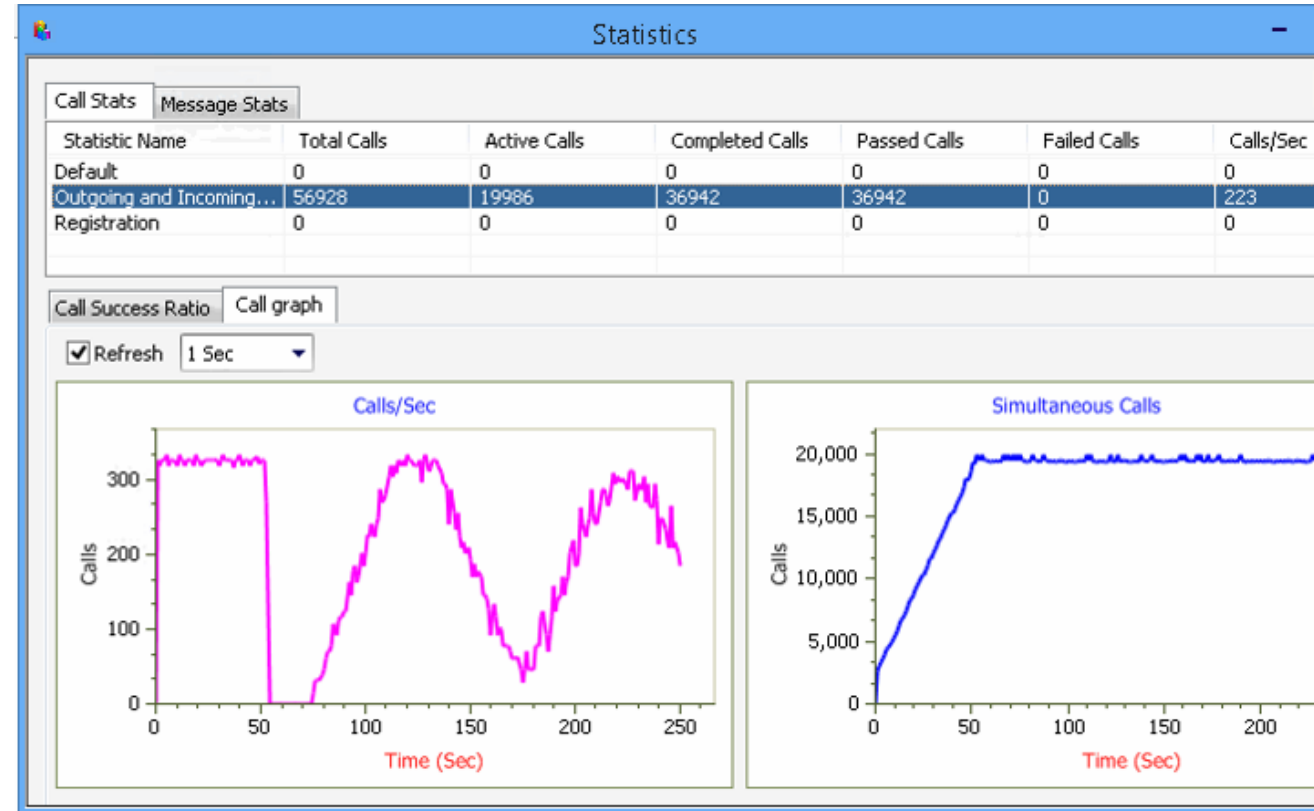 Statistics
Call Stats Message Stats
Statistic Name Total Calls Active Calls Completed Calls Passed Calls Failed Calls Calls/Sec
Default 0 0 0 0 0 0
Outgoing and Incoming... 56928 19986 36942 36942 0 223
Registration 0 0 0 0 0 0
Call Success Ratio Call graph
Refresh 1 Sec
Calls/Sec
300
200
100
0
Calls
0 50 100 150 200 250
Time (Sec)
Simultaneous Calls
20,000
15,000
10,000
5,000
0
Calls
0 50 100 150 200
Time (Sec)